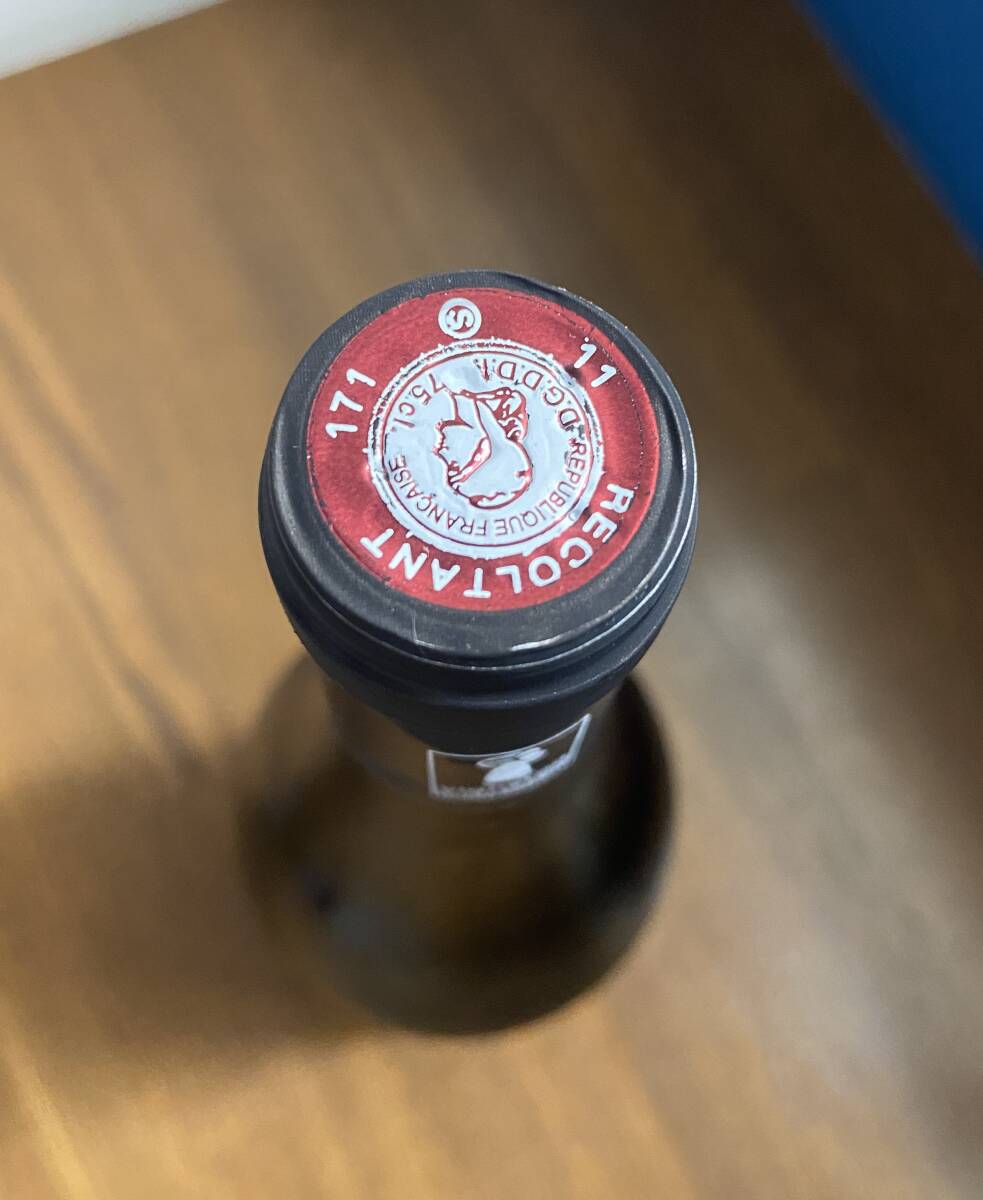 RECOLTANT
11
S
171
REPUBLIQUE FRANÇAISE
75cl.
D.G.D.D.I.